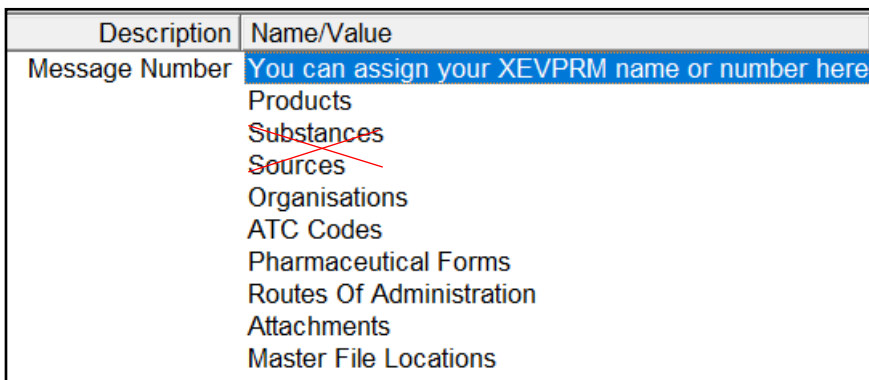 Description Name/Value
Message Number You can assign your XEVPRM name or number here
Products
Substances
Sources
Organisations
ATC Codes
Pharmaceutical Forms
Routes Of Administration
Attachments
Master File Locations